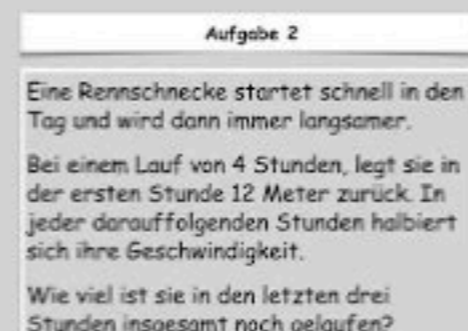 Aufgabe 2
Eine Rennschnecke startet schnell in den
Tag und wird dann immer langsamer.
Bei einem Lauf von 4 Stunden, legt sie in
der ersten Stunde 12 Meter zurück. In
jeder darauffolgenden Stunden halbiert
sich ihre Geschwindigkeit.
Wie viel ist sie in den letzten drei
Stunden insgesamt noch gelaufen?